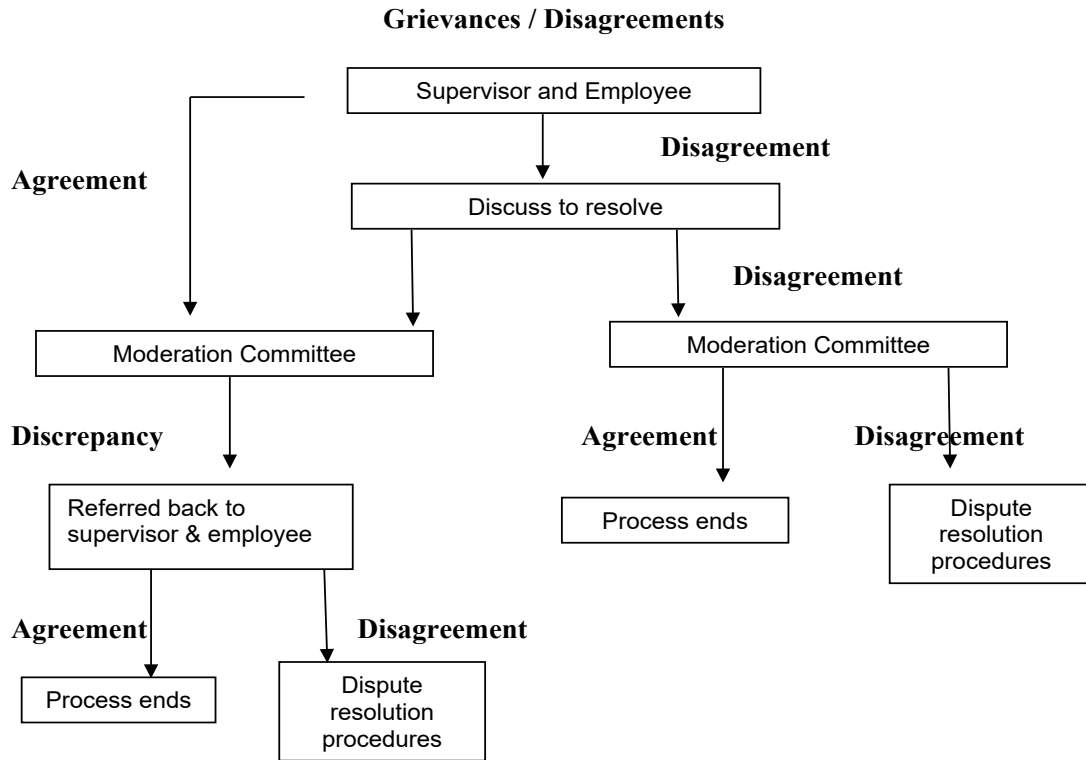 Grievances / Disagreements
Supervisor and Employee
Disagreement
Agreement
Discuss to resolve
Disagreement
Moderation Committee
Moderation Committee
Discrepancy
Agreement
Disagreement
Referred back to
supervisor & employee
Process ends
Dispute
resolution
procedures
Agreement
Disagreement
Process ends
Dispute
resolution
procedures